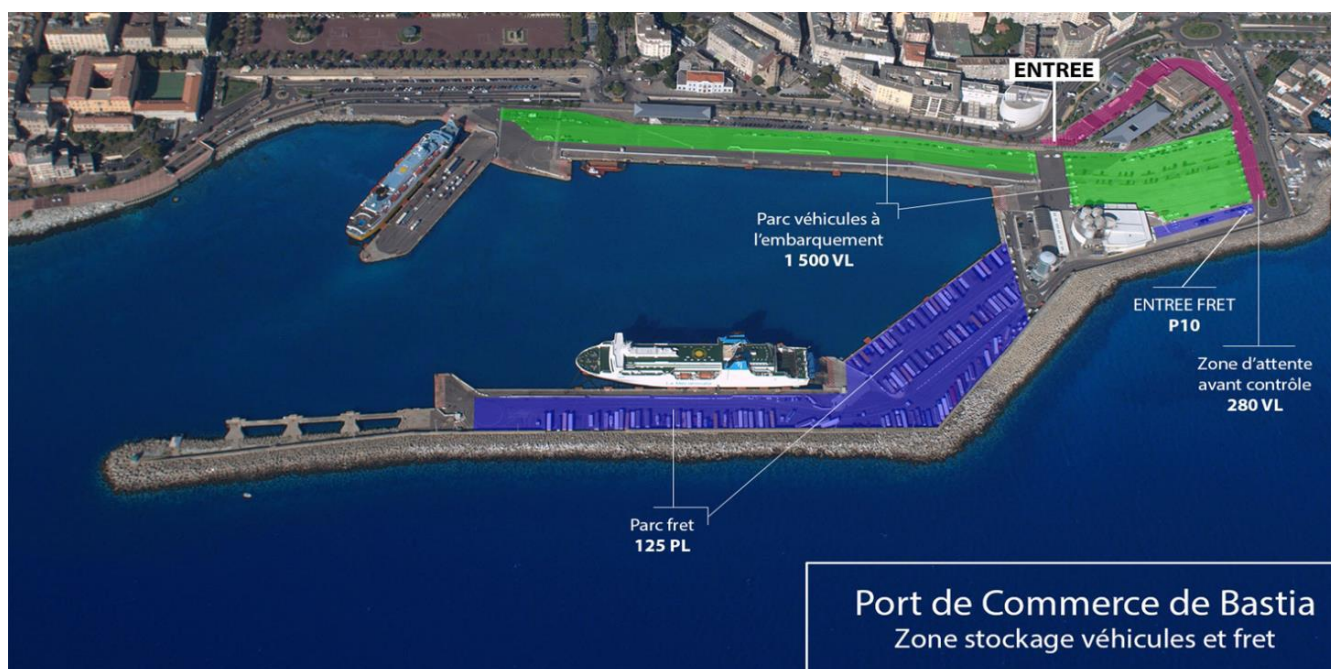 ENTREE
Parc véhicules à
l'embarquement
1 500 VL
ENTREE FRET
P10
Zone d'attente
avant contrôle
280 VL
Parc fret
125 PL
Port de Commerce de Bastia
Zone stockage véhicules et fret